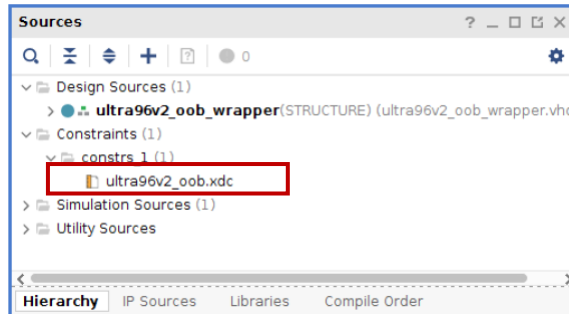 Sources
? _
0
Design Sources (1)
ultra96v2_oob_wrapper(STRUCTURE) (ultra96v2_oob_wrapper.vhd
Constraints (1)
constrs_1 (1)
ultra96v2_oob.xdc
Simulation Sources (1)
Utility Sources
Hierarchy IP Sources Libraries Compile Order